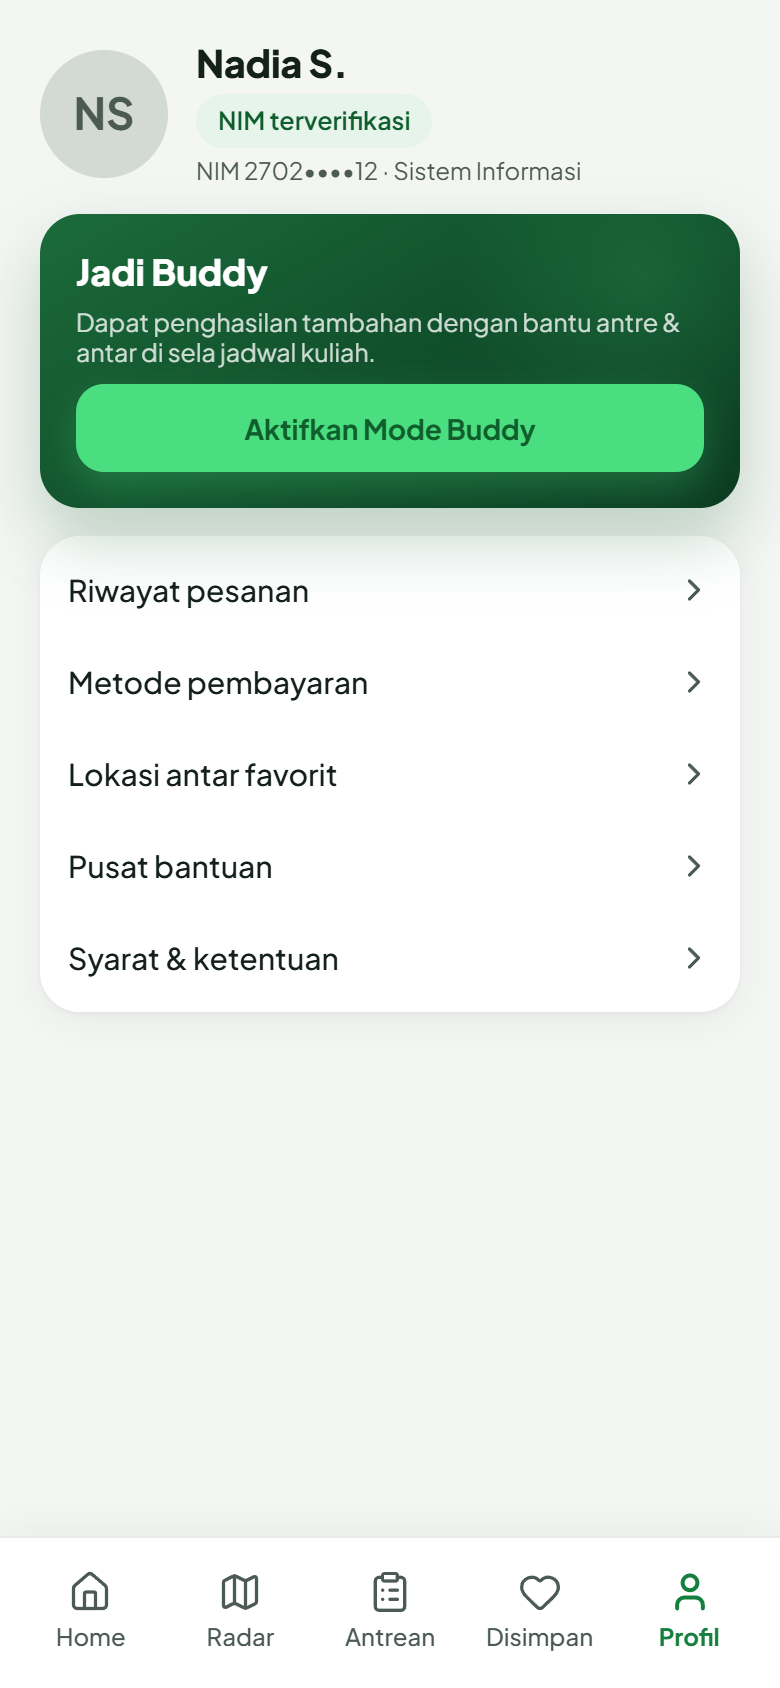 NS
Nadia S.
NIM terverifikasi
NIM 2702••••12 · Sistem Informasi
Jadi Buddy
Dapat penghasilan tambahan dengan bantu antre &
antar di sela jadwal kuliah.
Aktifkan Mode Buddy
Riwayat pesanan
Metode pembayaran
Lokasi antar favorit
Pusat bantuan
Syarat & ketentuan
Home
Radar
Antrean
Disimpan
Profil